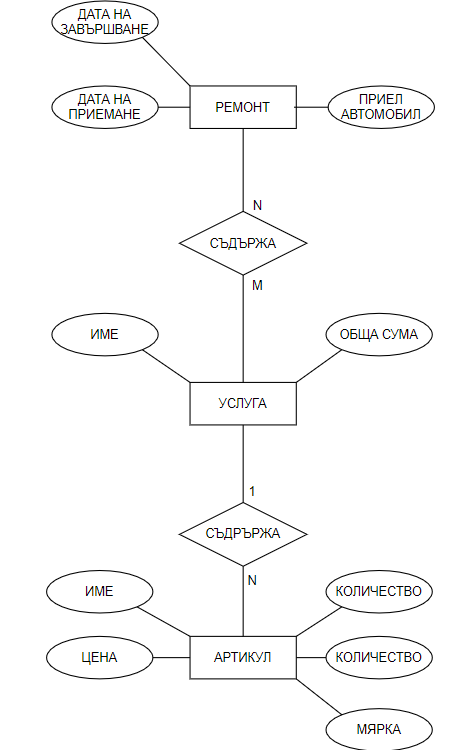 ДАТА НА
ЗАВЪРШВАНЕ
ДАТА НА
ПРИЕМАНЕ
РЕМОНТ
ПРИЕЛ
АВТОМОБИЛ
N
СЪДЪРЖА
M
ИМЕ
ОБЩА СУМА
УСЛУГА
1
СЪДРЪРЖА
N
ИМЕ
КОЛИЧЕСТВО
ЦЕНА
АРТИКУЛ
КОЛИЧЕСТВО
МЯРКА